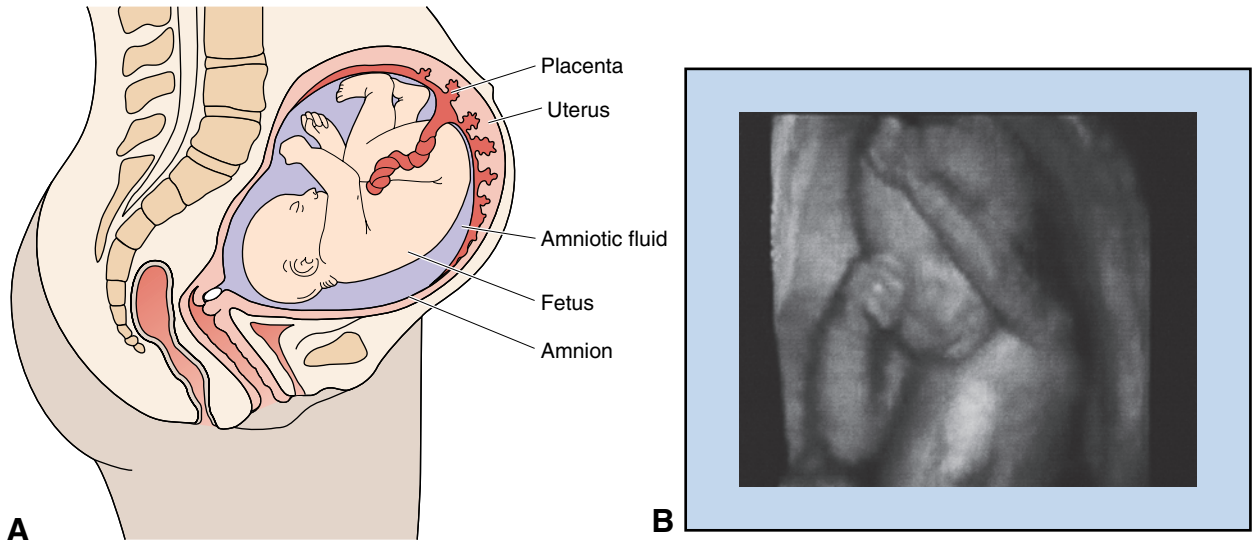 Placenta
Uterus
Amniotic fluid
Fetus
Amnion
A
B